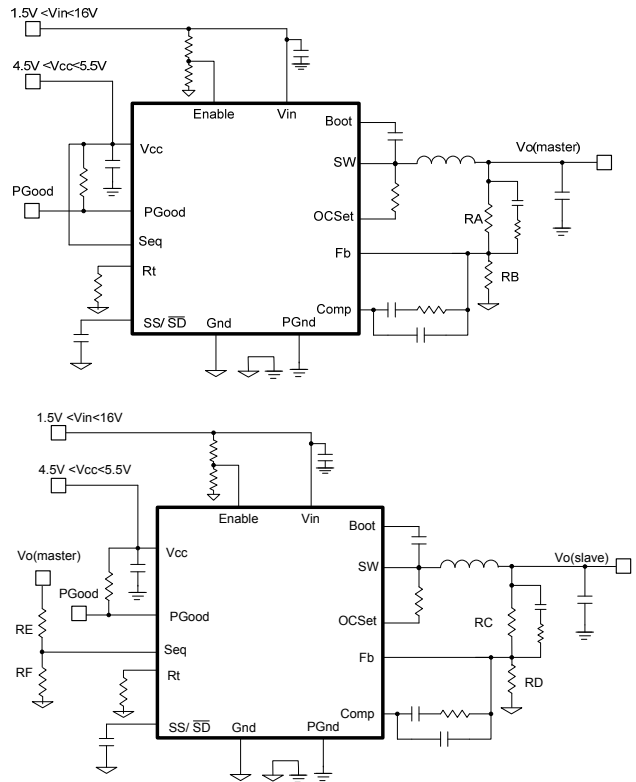 1.5V <Vin<16V
4.5V <Vcc<5.5V
Enable
Vin
Boot
Vcc
Vo(master)
SW
PGood
PGood
OCSet
RA
Seq
Fb
Rt
RB
Comp
SS/ SD
Gnd
PGnd
1.5V <Vin<16V
4.5V <Vcc<5.5V
Enable
Vin
Boot
Vo(master)
Vcc
SW
Vo(slave)
PGood
PGood
RE
OCSet
RC
Seq
Fb
RF
Rt
RD
Comp
SS/ SD
Gnd
PGnd